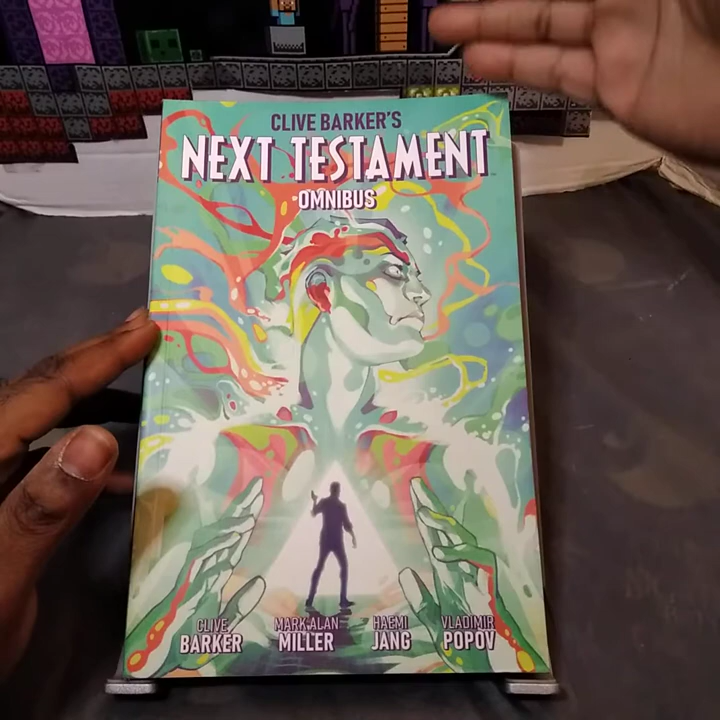 CLIVE BARKER'S
NEXT TESTAMENT
OMNIBUS
CLIVE BARKER
MARK ALAN MILLER
HAEMI JANG
VLADIMIR POPOV